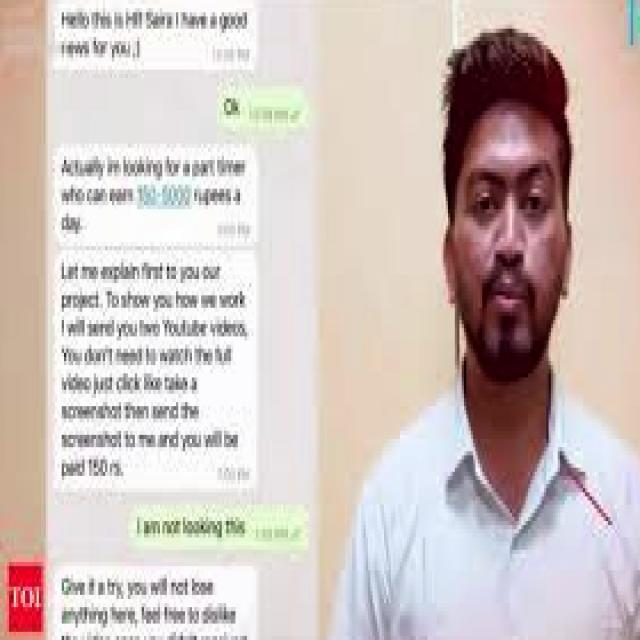 Hello this is HR Saira I have a good
news for you ;)
Ok
Actually im looking for a part timer
who can earn 150-5000 rupees a
day.
Let me explain first to you our
project. To show you how we work
I will send you two Youtube videos,
You don't need to watch the full
video just click like take a
screenshot then send the
screenshot to me and you will be
paid 150 rs.
I am not looking this
TOI
Give it a try, you will not lose
anything here, feel free to dislike
the video